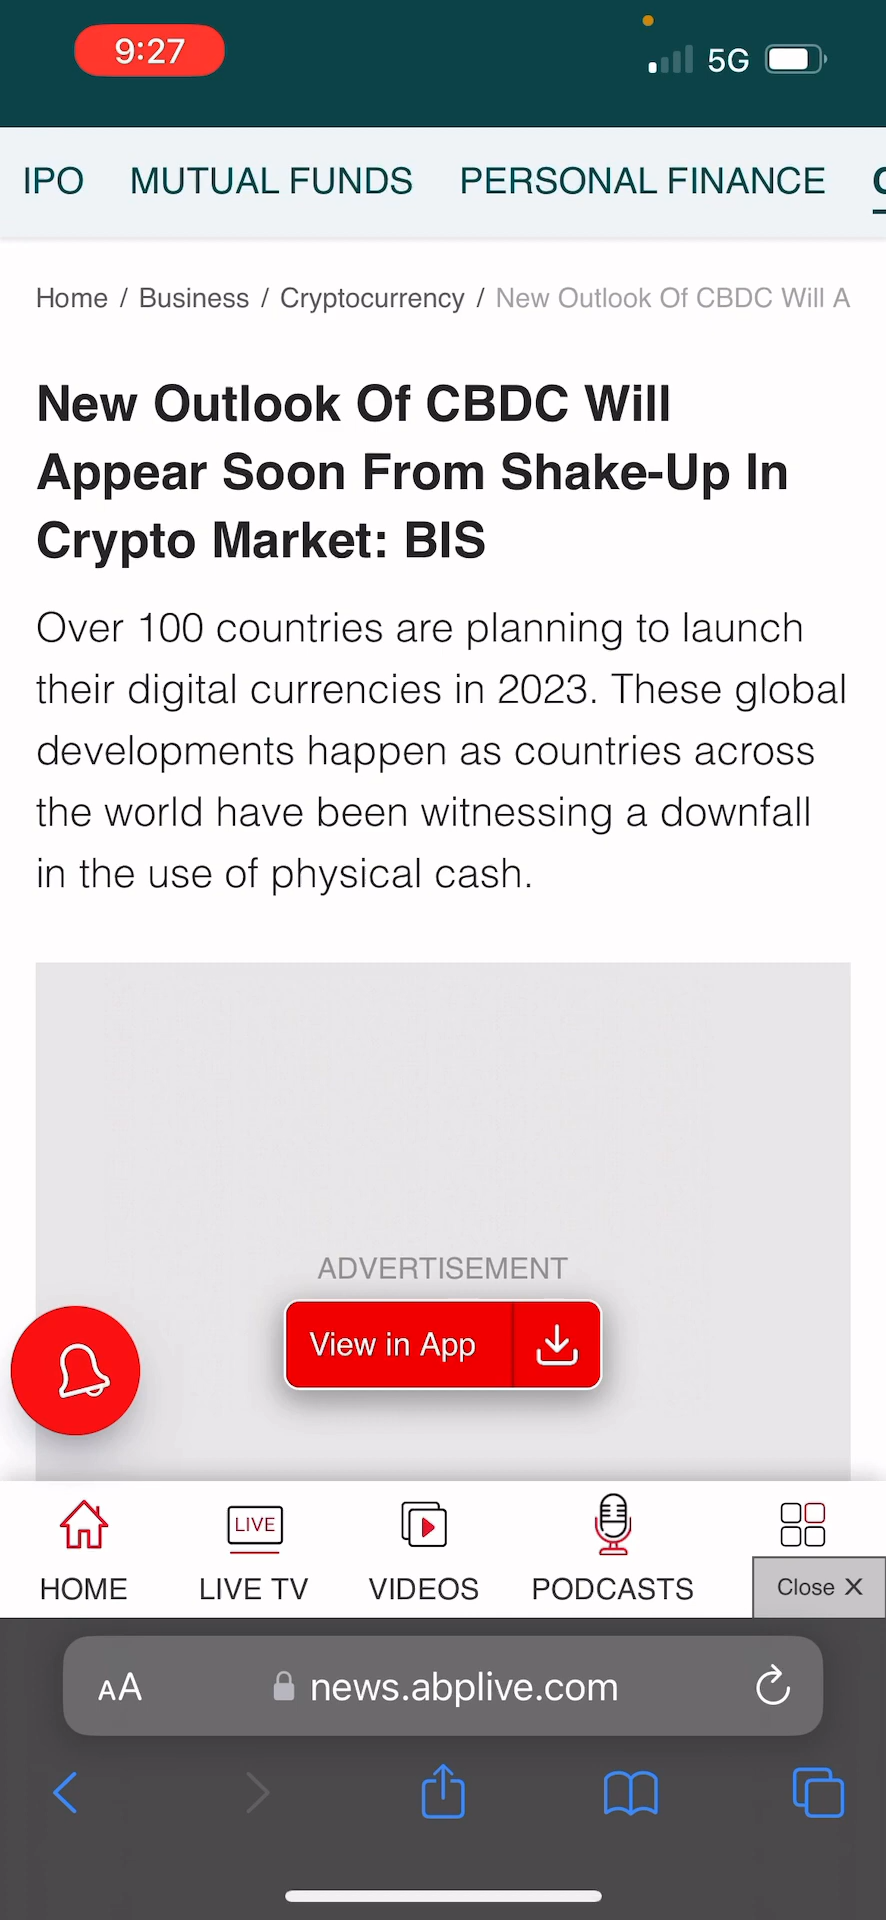 9:27
5G
IPO MUTUAL FUNDS PERSONAL FINANCE
Home / Business / Cryptocurrency / New Outlook Of CBDC Will A
New Outlook Of CBDC Will
Appear Soon From Shake-Up In
Crypto Market: BIS
Over 100 countries are planning to launch
their digital currencies in 2023. These global
developments happen as countries across
the world have been witnessing a downfall
in the use of physical cash.
ADVERTISEMENT
View in App
LIVE
HOME LIVE TV VIDEOS PODCASTS
Close X
AA news.abplive.com